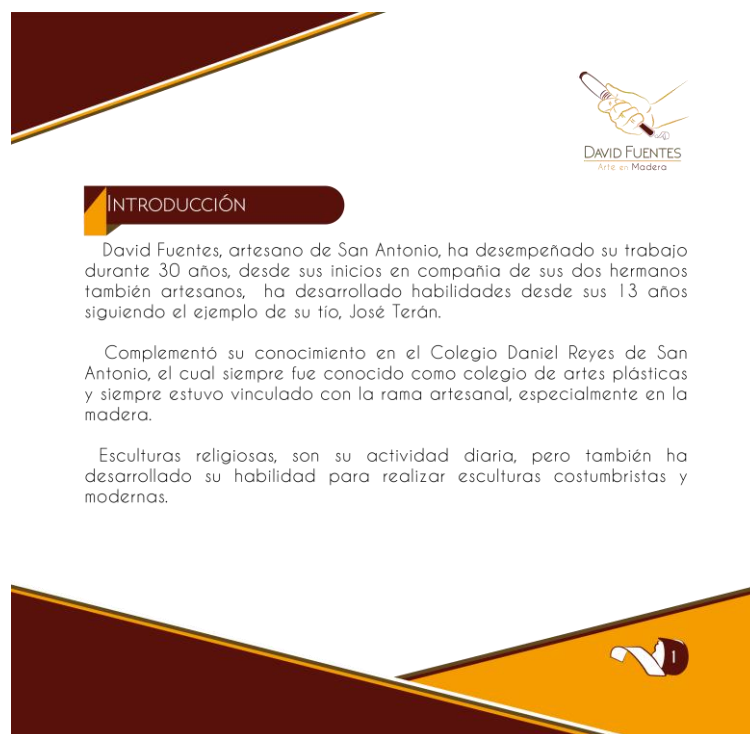 DAVID FUENTES
Arte en Madera
INTRODUCCIÓN
David Fuentes, artesano de San Antonio, ha desempeñado su trabajo
durante 30 años, desde sus inicios en compañia de sus dos hermanos
también artesanos, ha desarrollado habilidades desde sus 13 años
siguiendo el ejemplo de su tío, José Terán.
Complementó su conocimiento en el Colegio Daniel Reyes de San
Antonio, el cual siempre fue conocido como colegio de artes plásticas
y siempre estuvo vinculado con la rama artesanal, especialmente en la
madera.
Esculturas religiosas, son su actividad diaria, pero también ha
desarrollado su habilidad para realizar esculturas costumbristas y
modernas.
1